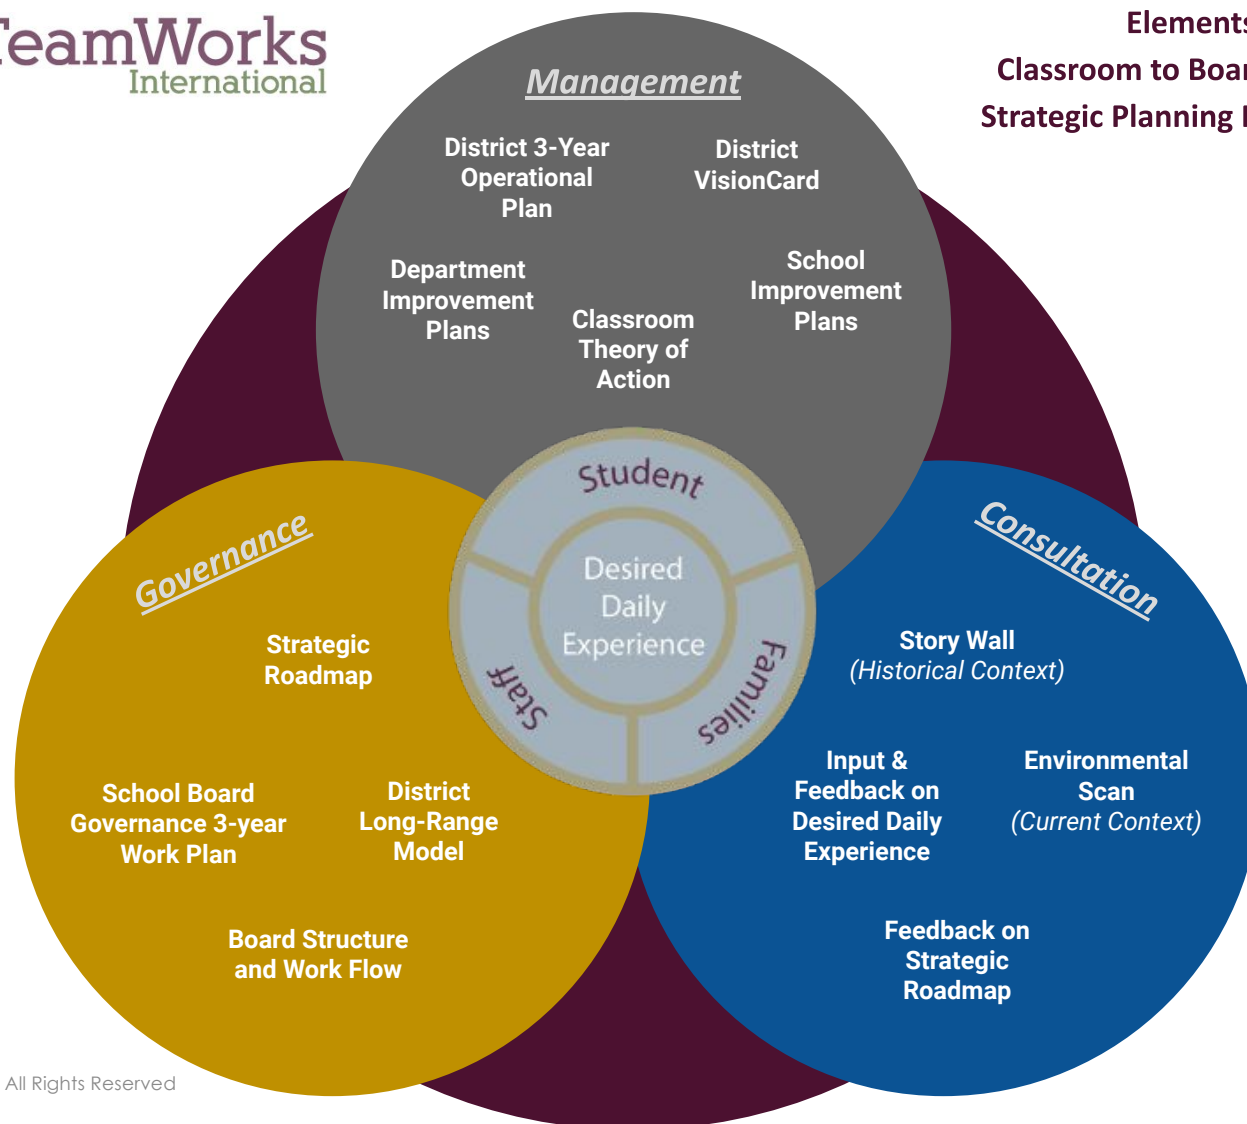 TeamWorks
International
Elements
Classroom to Boar
Strategic Planning
Management
District 3-Year
Operational
Plan
District
VisionCard
Department
Improvement
Plans
Classroom
Theory of
Action
School
Improvement
Plans
Student
Desired
Daily
Experience
Staff
Families
Governance
Strategic
Roadmap
School Board
Governance 3-year
Work Plan
District
Long-Range
Model
Board Structure
and Work Flow
Consultation
Story Wall
(Historical Context)
Input &
Feedback on
Desired Daily
Experience
Environmental
Scan
(Current Context)
Feedback on
Strategic
Roadmap
All Rights Reserved